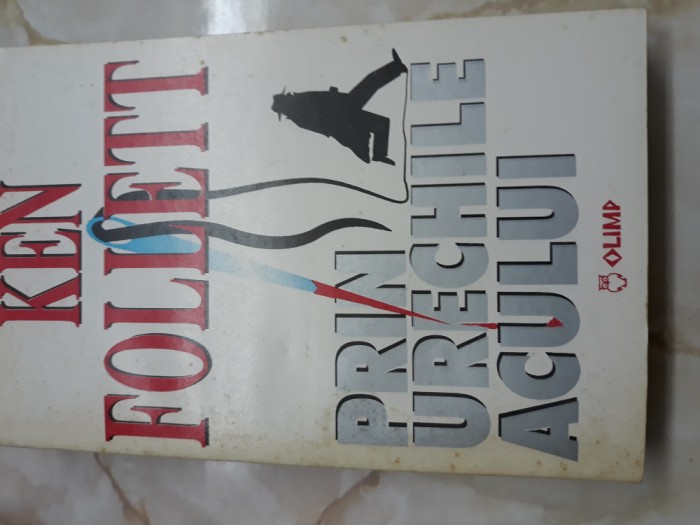 KEN
FOLLETT
PRIN
URECHILE
ACULUI
OLIMP